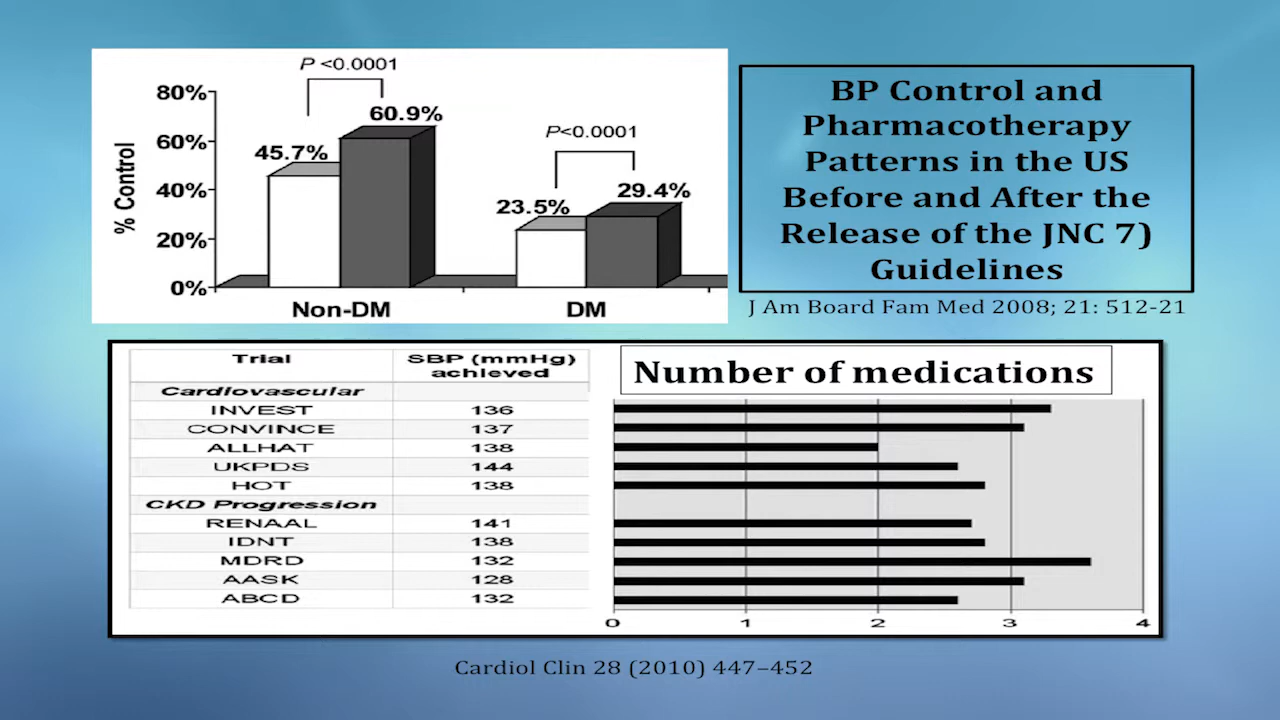 P <0.0001
80%
60.9%
P<0.0001
60%
45.7%
40%
29.4%
23.5%
20%
0%
% Control
Non-DM DM
BP Control and
Pharmacotherapy
Patterns in the US
Before and After the
Release of the JNC 7)
Guidelines
J Am Board Fam Med 2008; 21: 512-21
Trial SBP (mmHg)
achieved
Cardiovascular
INVEST 136
CONVINCE 137
ALLHAT 138
UKPDS 144
HOT 138
CKD Progression
RENAAL 141
IDNT 138
MDRD 132
AASK 128
ABCD 132
Number of medications
0 1 2 3 4
Cardiol Clin 28 (2010) 447–452